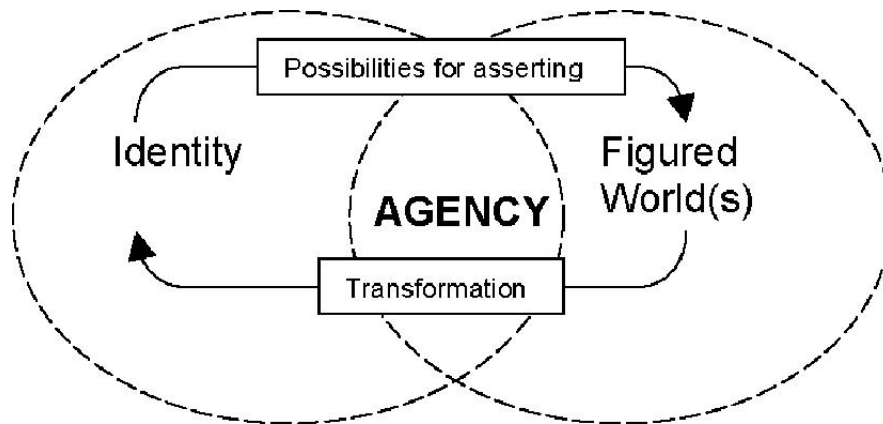 Possibilities for asserting
Identity
Figured
World(s)
AGENCY
Transformation